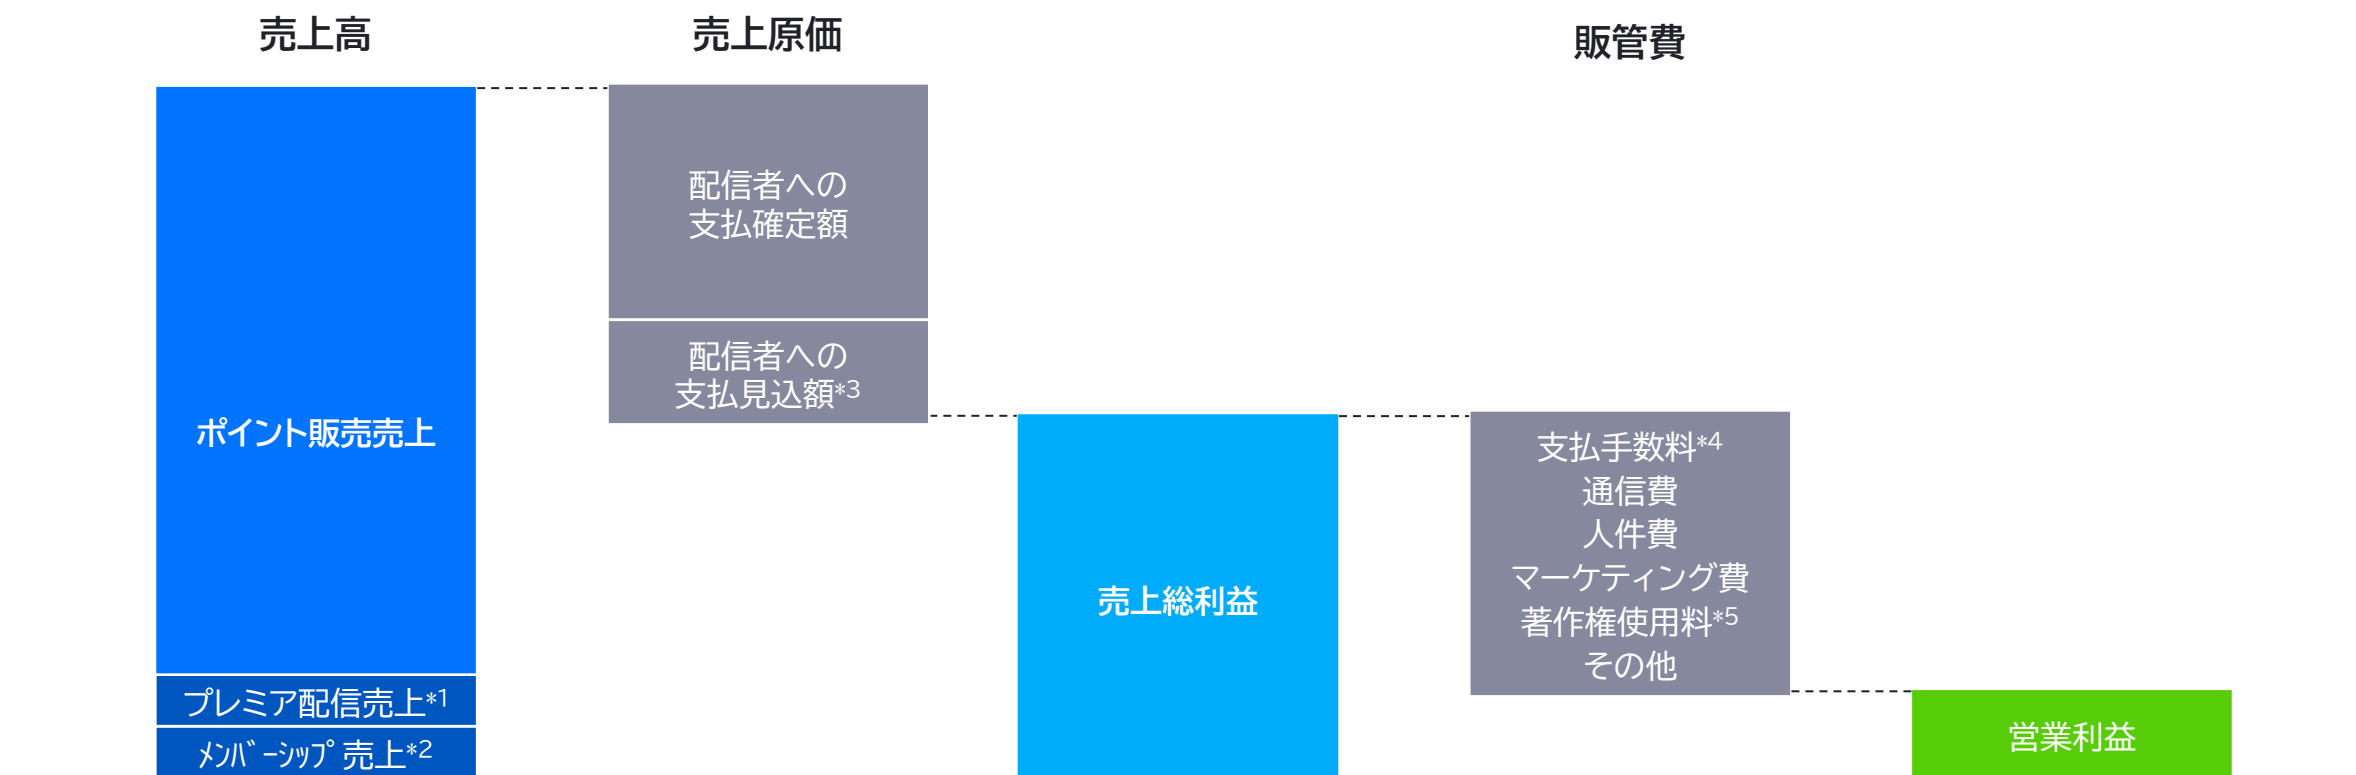 売上高
売上原価
販管費
ポイント販売売上
プレミア配信売上*1
ﾒﾝﾊﾞｰｼｯﾌﾟ売上*2
配信者への
支払確定額
配信者への
支払見込額*3
売上総利益
支払手数料*4
通信費
人件費
マーケティング費
著作権使用料*5
その他
営業利益